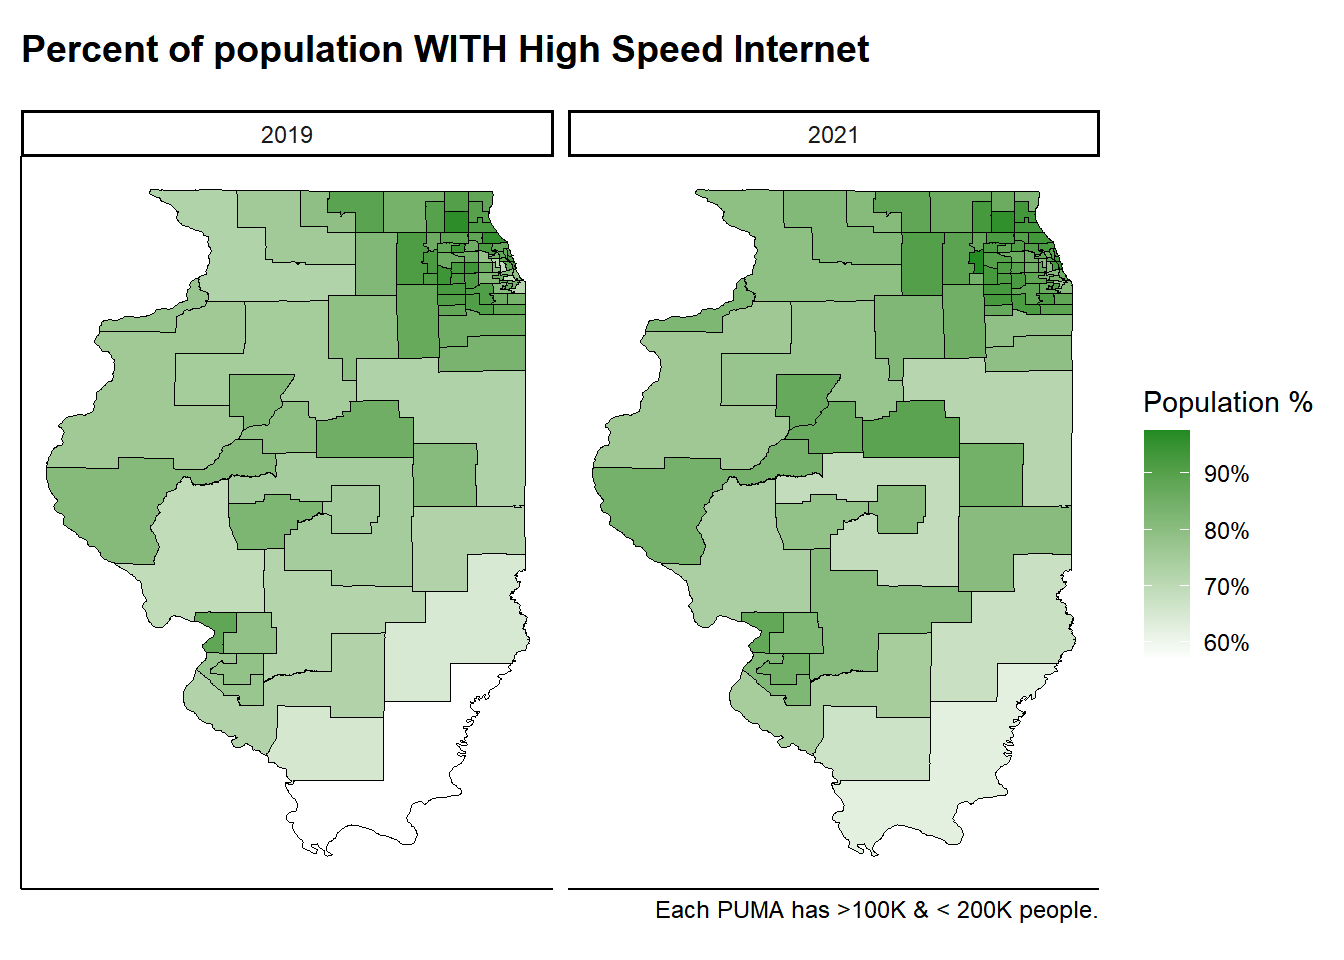 Percent of population WITH High Speed Internet
2019
2021
Population %
90%
80%
70%
60%
Each PUMA has >100K & < 200K people.